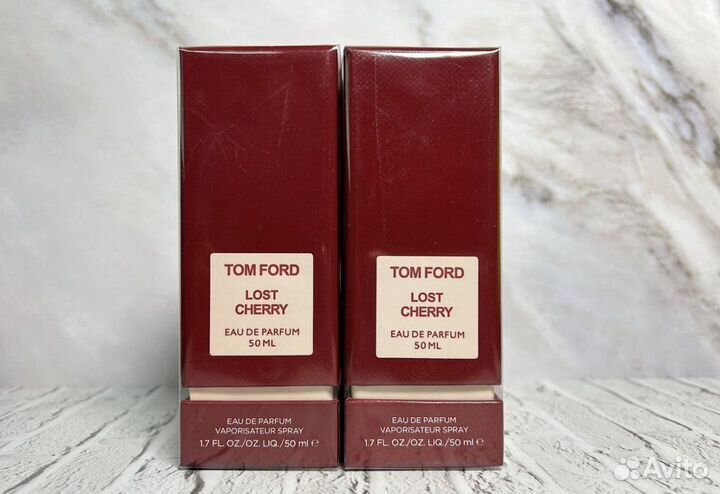 TOM FORD
LOST
CHERRY
EAU DE PARFUM
50 ML
EAU DE PARFUM
VAPORISATEUR SPRAY
1.7 FL. OZ./OZ. LIQ./50 ml e
TOM FORD
LOST
CHERRY
EAU DE PARFUM
50 ML
EAU DE PARFUM
VAPORISATEUR SPRAY
1.7 FL. OZ./OZ. LIQ./50 ml e
Avito